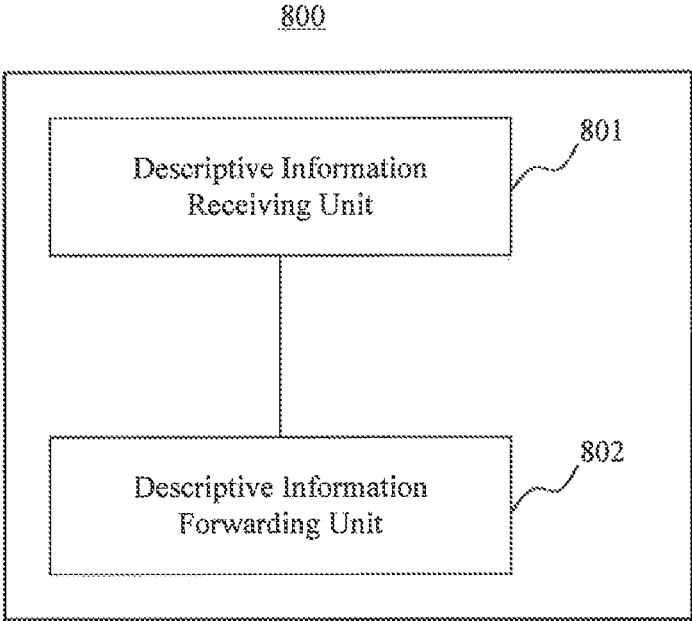 800
801
Descriptive Information
Receiving Unit
802
Descriptive Information
Forwarding Unit